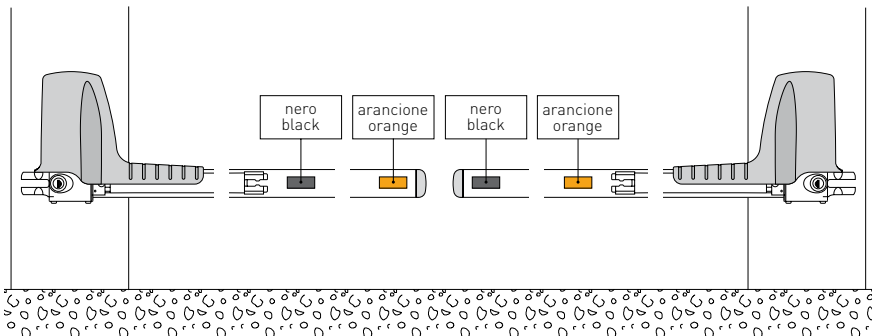 nero
black
arancione
orange
nero
black
arancione
orange